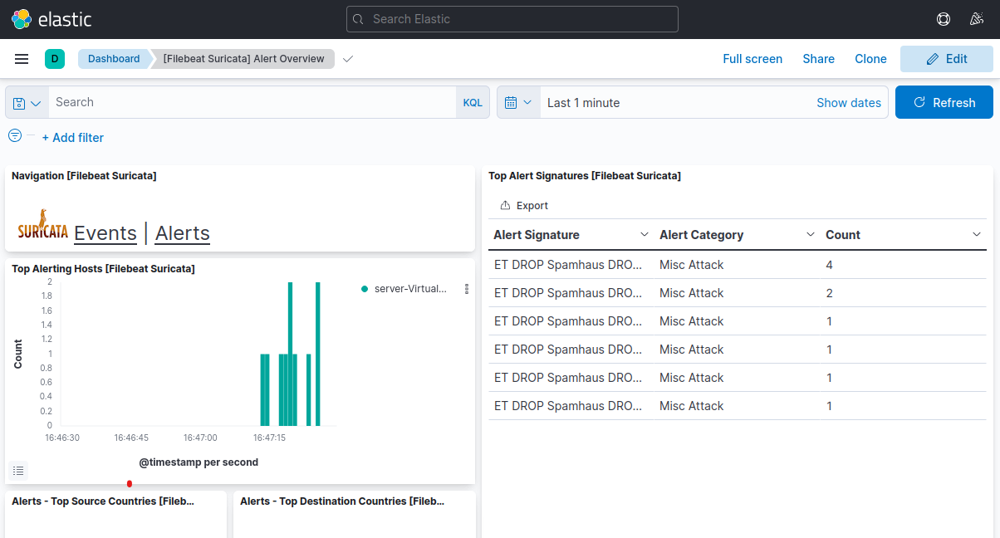 elastic
Search Elastic
D
Dashboard
[Filebeat Suricata] Alert Overview
Full screen
Share
Clone
Edit
Search
KQL
Last 1 minute
Show dates
Refresh
+ Add filter
Navigation [Filebeat Suricata]
SURICATA
Events | Alerts
Top Alerting Hosts [Filebeat Suricata]
2
1.8
1.6
1.4
1.2
1
0.8
0.6
0.4
0.2
0
Count
16:46:30 16:46:45 16:47:00 16:47:15
@timestamp per second
server-Virtual...
Alerts - Top Source Countries [Fileb...
Alerts - Top Destination Countries [Fileb...
Top Alert Signatures [Filebeat Suricata]
Export
Alert Signature Alert Category Count
ET DROP Spamhaus DRO... Misc Attack 4
ET DROP Spamhaus DRO... Misc Attack 2
ET DROP Spamhaus DRO... Misc Attack 1
ET DROP Spamhaus DRO... Misc Attack 1
ET DROP Spamhaus DRO... Misc Attack 1
ET DROP Spamhaus DRO... Misc Attack 1